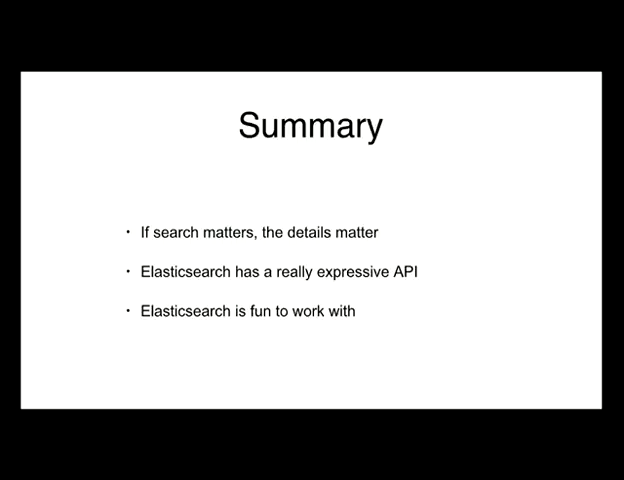 Summary
• If search matters, the details matter
• Elasticsearch has a really expressive API
• Elasticsearch is fun to work with